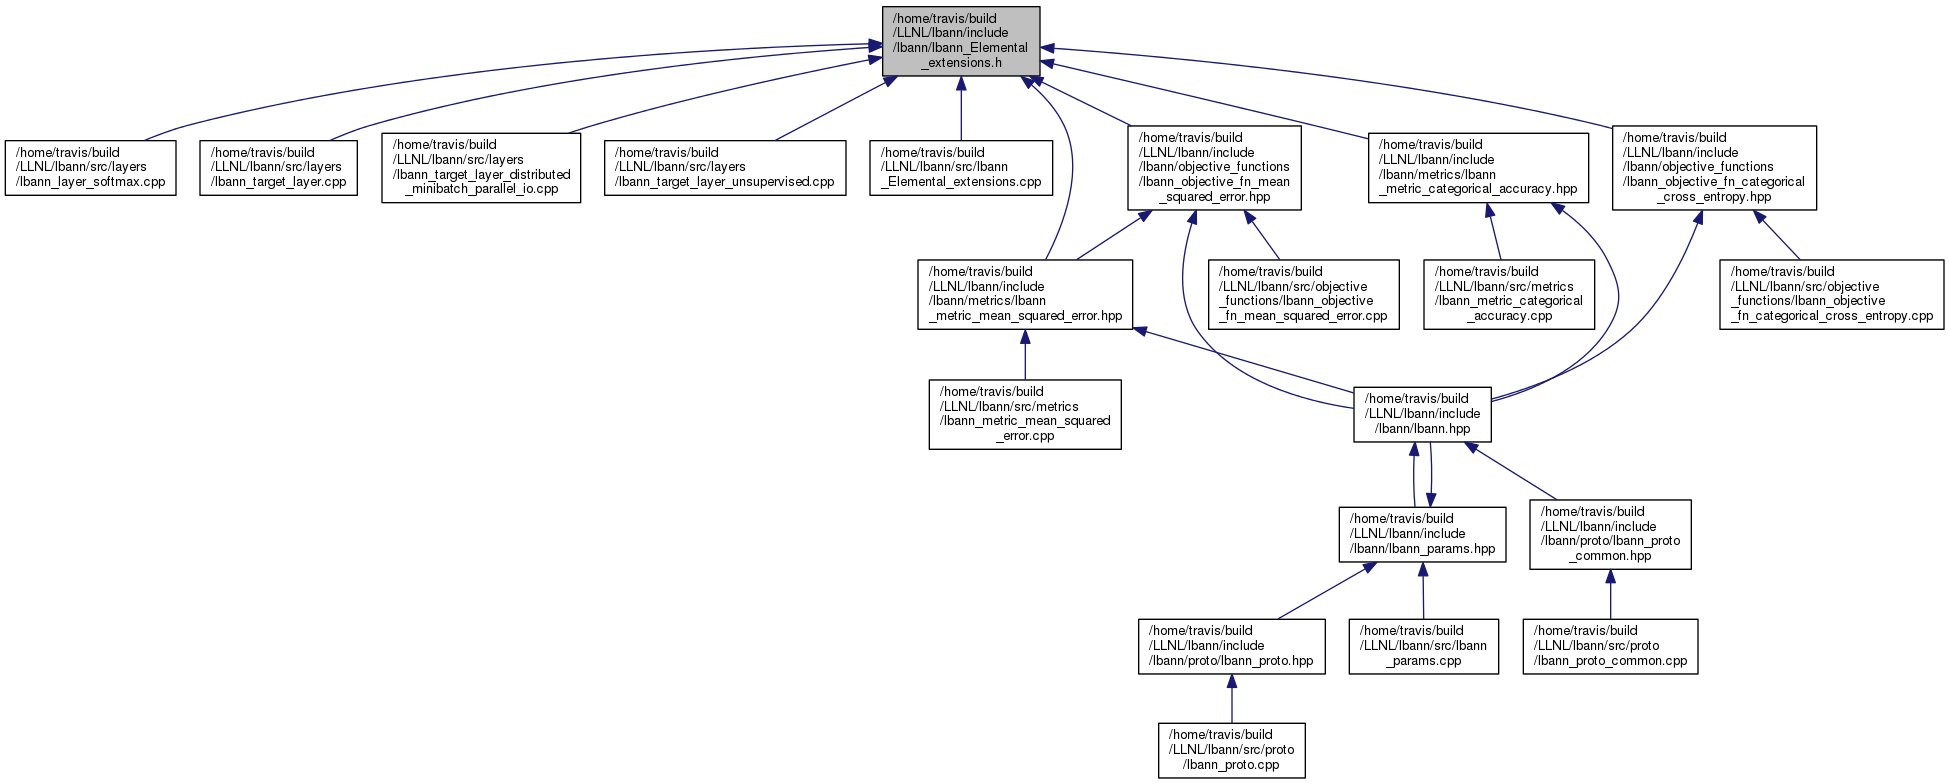 /home/travis/build
/LLNL/lbann/include
/lbann/lbann_Elemental
_extensions.h
/home/travis/build
/LLNL/lbann/src/layers
/lbann_layer_softmax.cpp
/home/travis/build
/LLNL/lbann/src/layers
/lbann_target_layer.cpp
/home/travis/build
/LLNL/lbann/src/layers
/lbann_target_layer_distributed
_minibatch_parallel_io.cpp
/home/travis/build
/LLNL/lbann/src/layers
/lbann_target_layer_unsupervised.cpp
/home/travis/build
/LLNL/lbann/src/lbann
_Elemental_extensions.cpp
/home/travis/build
/LLNL/lbann/include
/lbann/objective_functions
/lbann_objective_fn_mean
_squared_error.hpp
/home/travis/build
/LLNL/lbann/include
/lbann/metrics/lbann
_metric_categorical_accuracy.hpp
/home/travis/build
/LLNL/lbann/include
/lbann/objective_functions
/lbann_objective_fn_categorical
_cross_entropy.hpp
/home/travis/build
/LLNL/lbann/include
/lbann/metrics/lbann
_metric_mean_squared_error.hpp
/home/travis/build
/LLNL/lbann/src/objective
_functions/lbann_objective
_fn_mean_squared_error.cpp
/home/travis/build
/LLNL/lbann/src/metrics
/lbann_metric_categorical
_accuracy.cpp
/home/travis/build
/LLNL/lbann/src/objective
_functions/lbann_objective
_fn_categorical_cross_entropy.cpp
/home/travis/build
/LLNL/lbann/src/metrics
/lbann_metric_mean_squared
_error.cpp
/home/travis/build
/LLNL/lbann/include
/lbann/lbann.hpp
/home/travis/build
/LLNL/lbann/include
/lbann/lbann_params.hpp
/home/travis/build
/LLNL/lbann/include
/lbann/proto/lbann_proto
_common.hpp
/home/travis/build
/LLNL/lbann/include
/lbann/proto/lbann_proto.hpp
/home/travis/build
/LLNL/lbann/src/lbann
_params.cpp
/home/travis/build
/LLNL/lbann/src/proto
/lbann_proto_common.cpp
/home/travis/build
/LLNL/lbann/src/proto
/lbann_proto.cpp